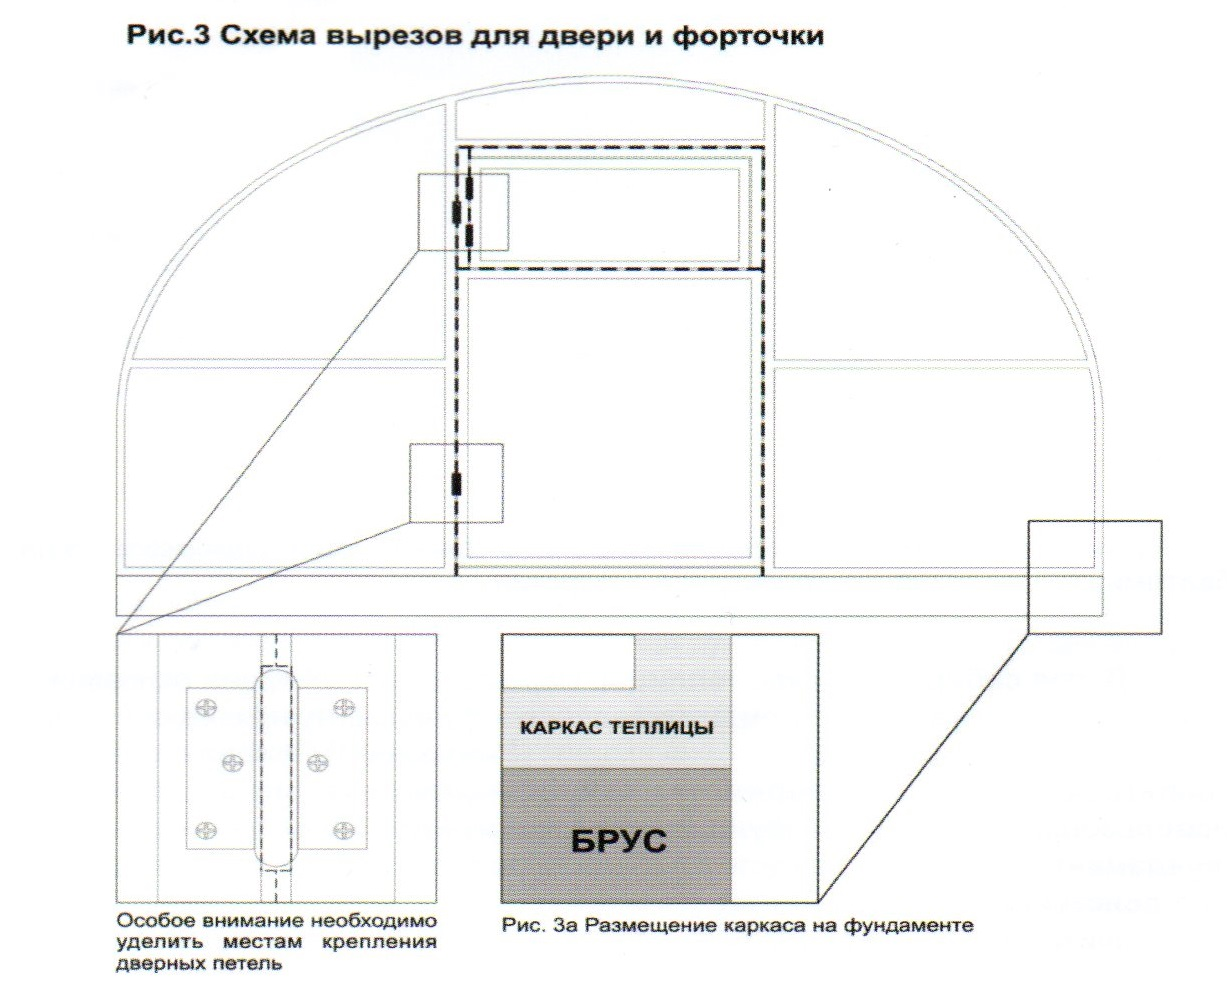 Рис.3 Схема вырезов для двери и форточки
КАРКАС ТЕПЛИЦЫ
БРУС
Особое внимание необходимо
уделить местам крепления
дверных петель
Рис. 3а Размещение каркаса на фундаменте